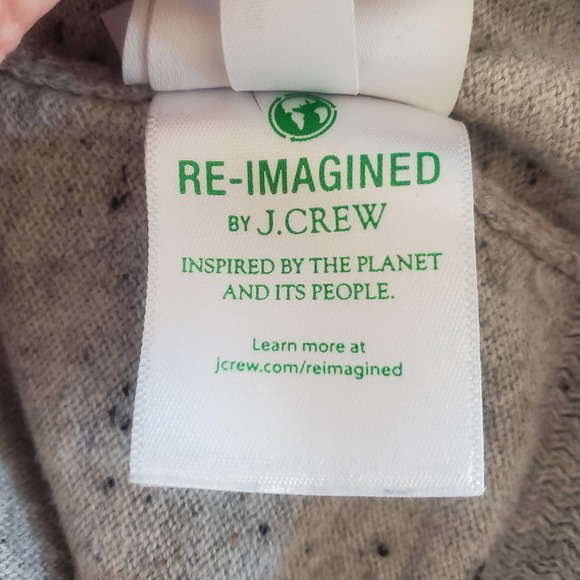 RE-IMAGINED
BY J.CREW
INSPIRED BY THE PLANET
AND ITS PEOPLE.
Learn more at
jcrew.com/reimagined